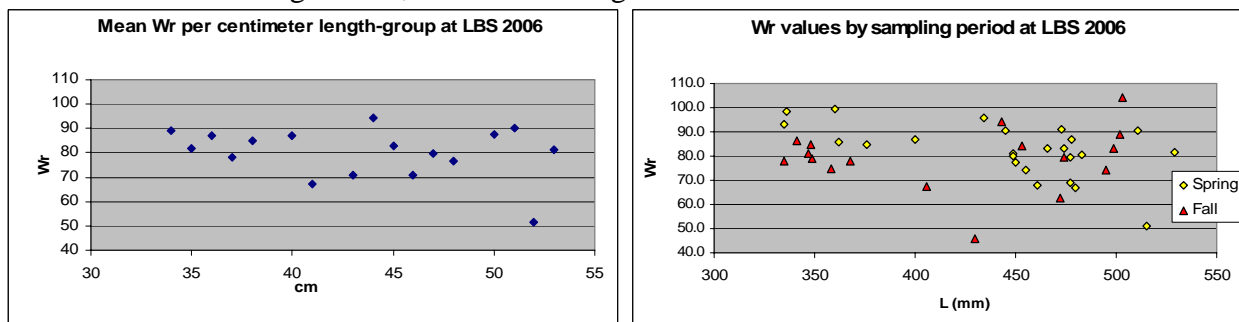 Mean Wr per centimeter length-group at LBS 2006
110
100
90
80
70
60
50
40
Wr
30 35 40 45 50 55
cm
Wr values by sampling period at LBS 2006
110.0
100.0
90.0
80.0
70.0
60.0
50.0
40.0
Wr
300 350 400 450 500 550
L (mm)
Spring
Fall